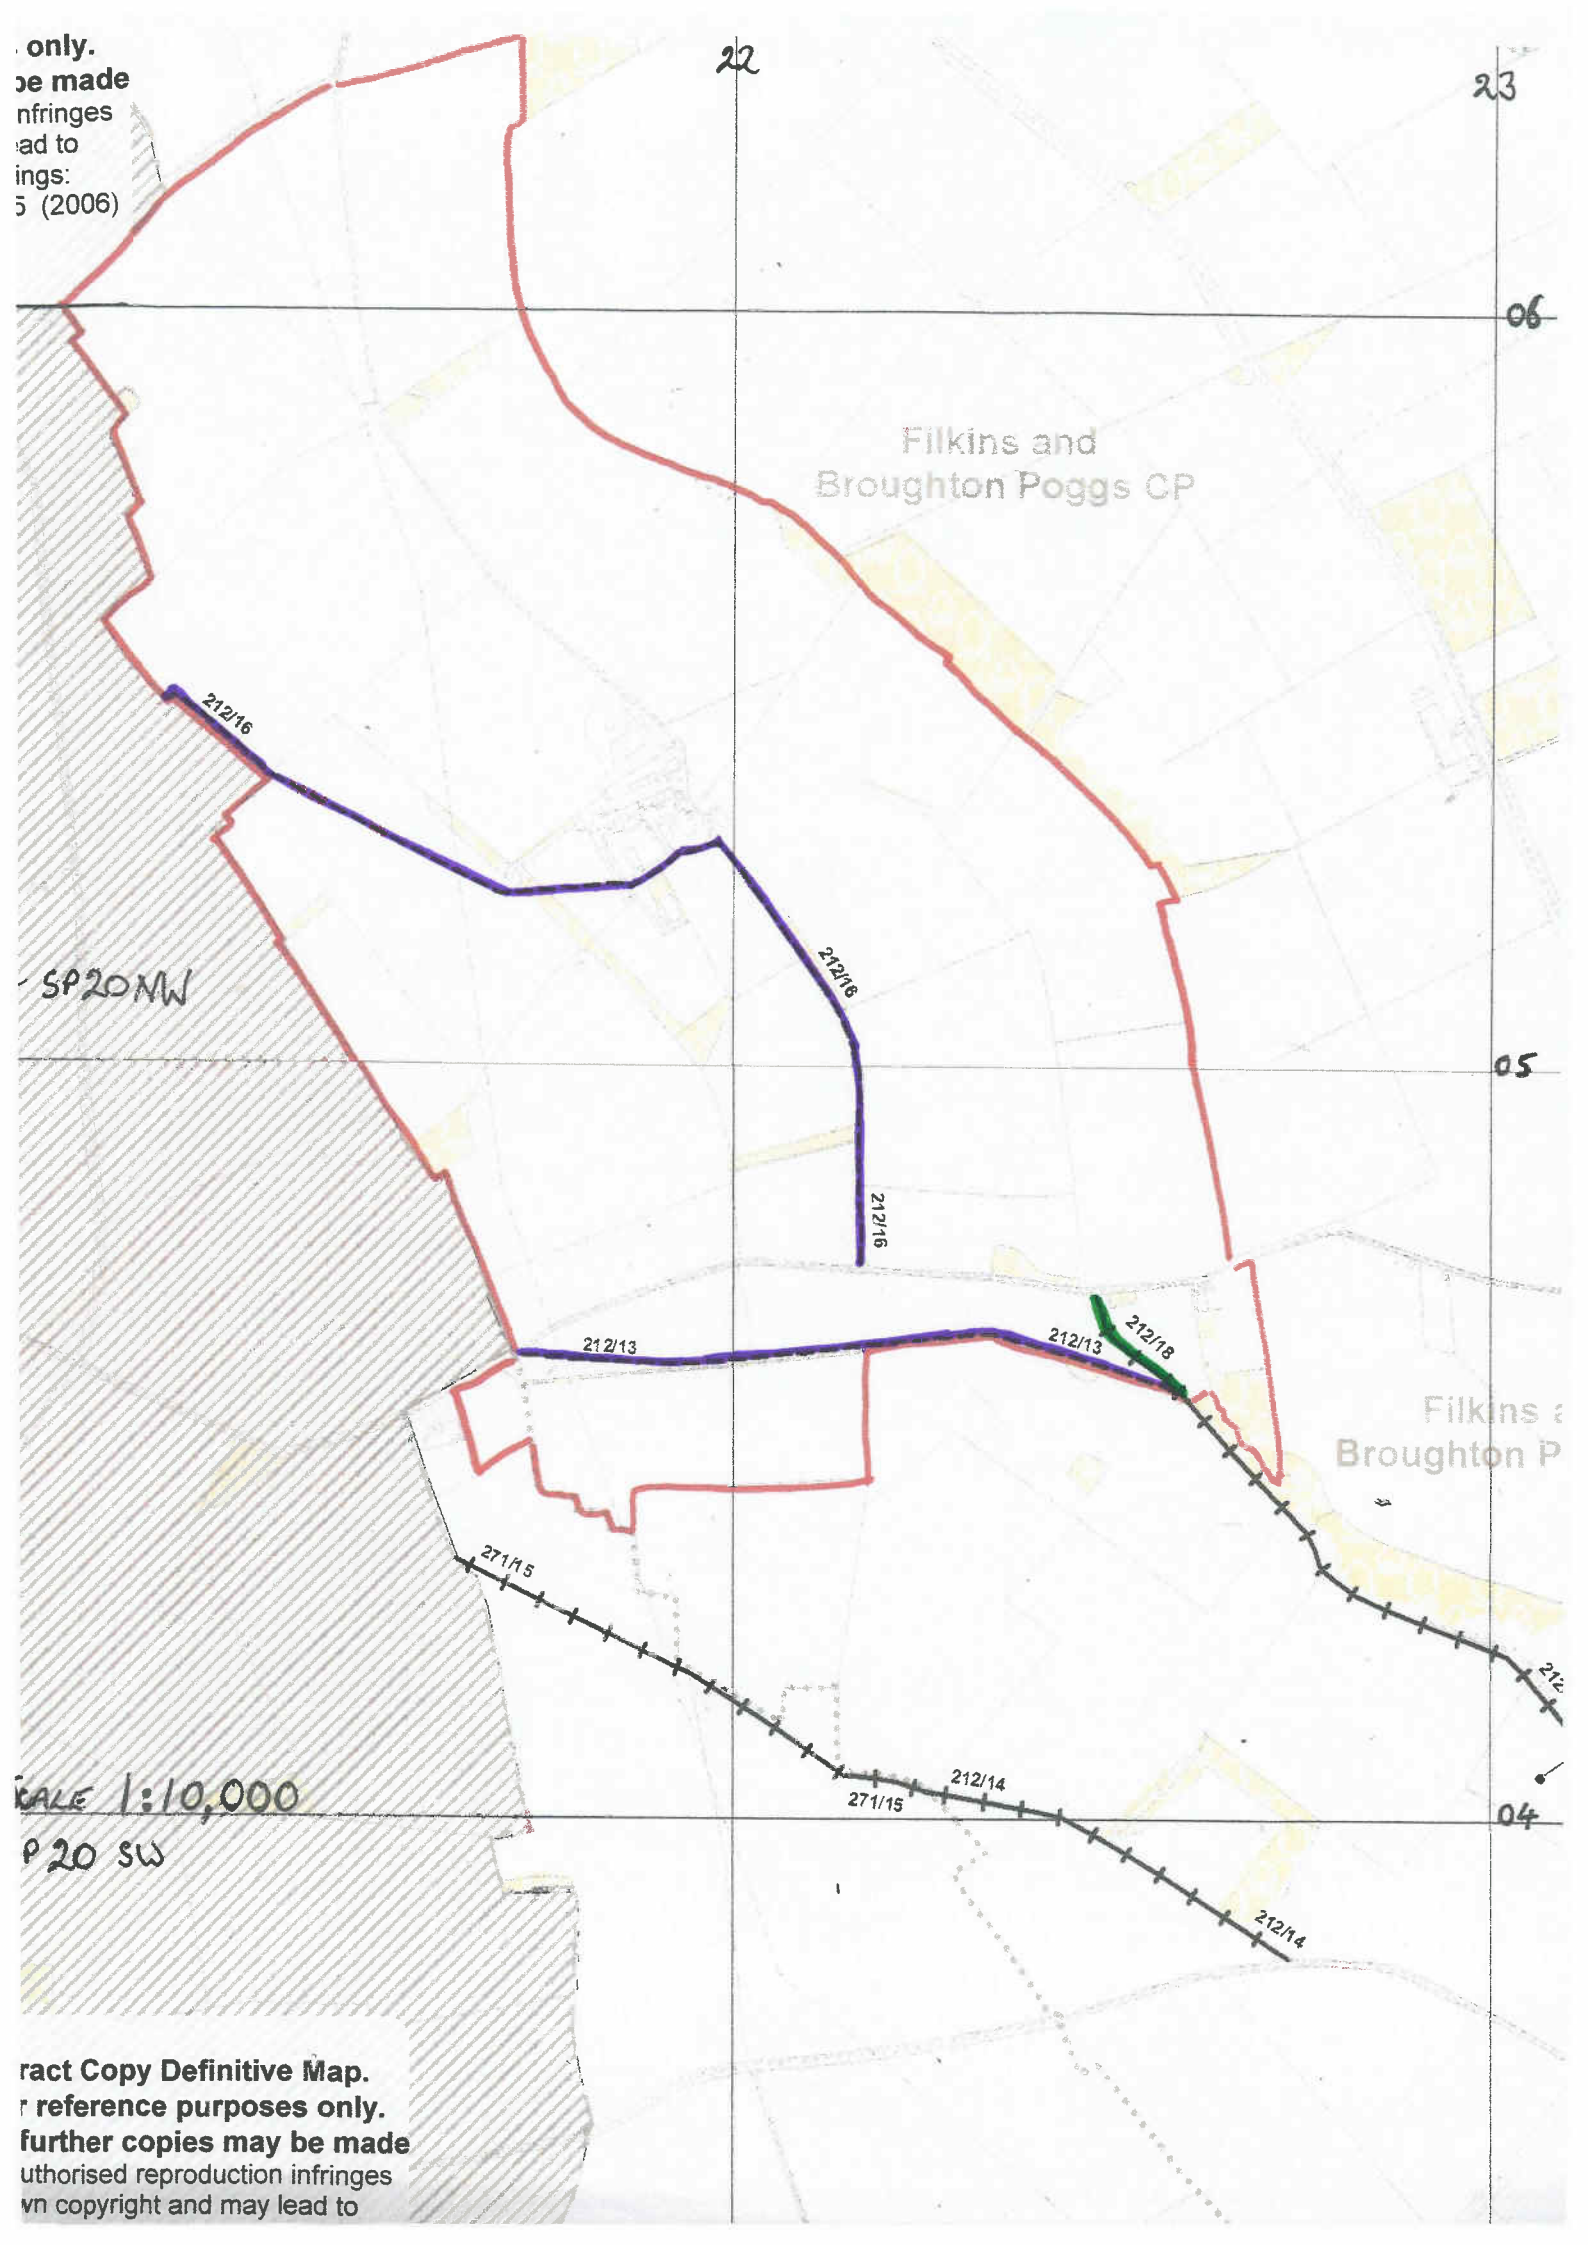 only.
be made
nfringes
ead to
ings:
5 (2006)
22
23
06
Filkins and
Broughton Poggs CP
212/16
212/16
SP20NW
05
212/16
212/13
212/13
212/18
Filkins
Broughton P
271/15
212/14
271/15
SCALE 1:10,000
04
P 20 SW
212/14
ract Copy Definitive Map.
r reference purposes only.
further copies may be made
uthorised reproduction infringes
wn copyright and may lead to